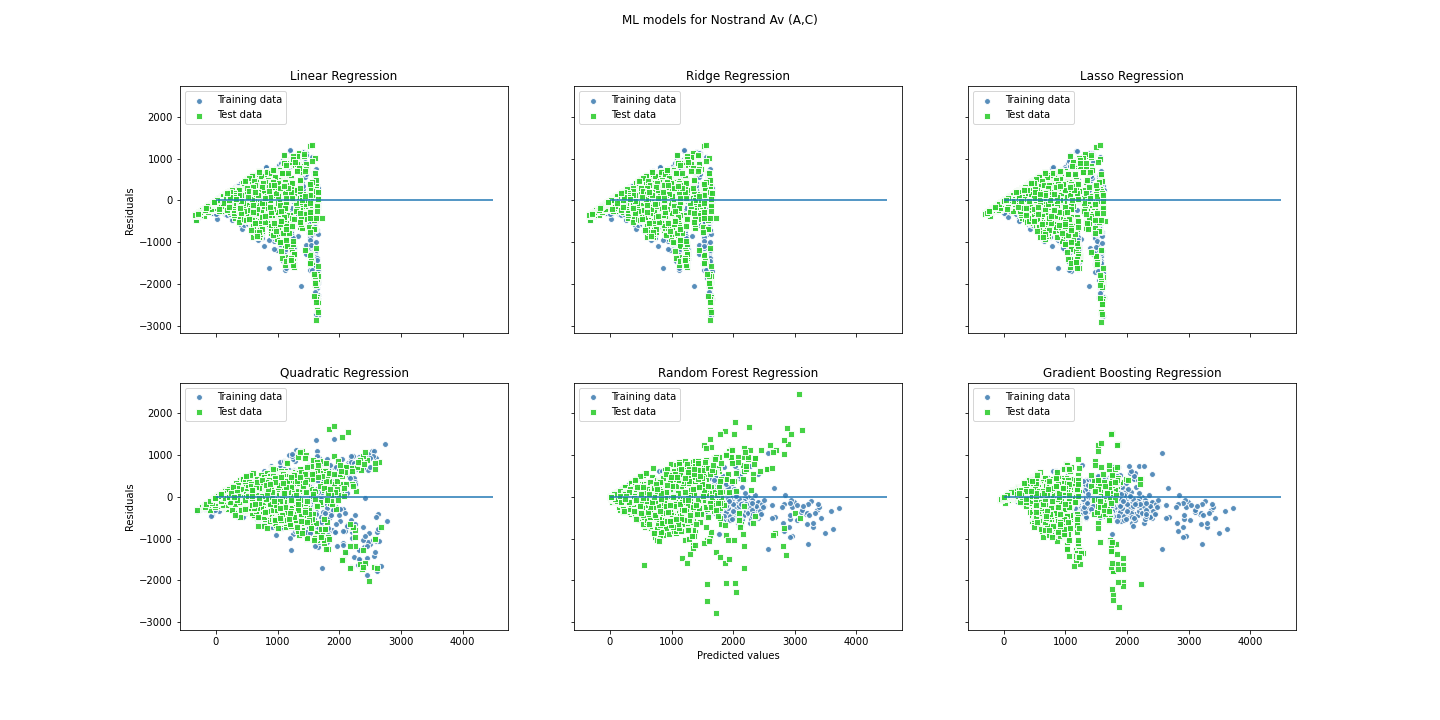 ML models for Nostrand Av (A,C)
Linear Regression
Training data
Test data
2000
1000
0
−1000
−2000
−3000
Residuals
Ridge Regression
Training data
Test data
Lasso Regression
Training data
Test data
Quadratic Regression
Training data
Test data
2000
1000
0
−1000
−2000
−3000
Residuals
0 1000 2000 3000 4000
Random Forest Regression
Training data
Test data
0 1000 2000 3000 4000
Predicted values
Gradient Boosting Regression
Training data
Test data
0 1000 2000 3000 4000